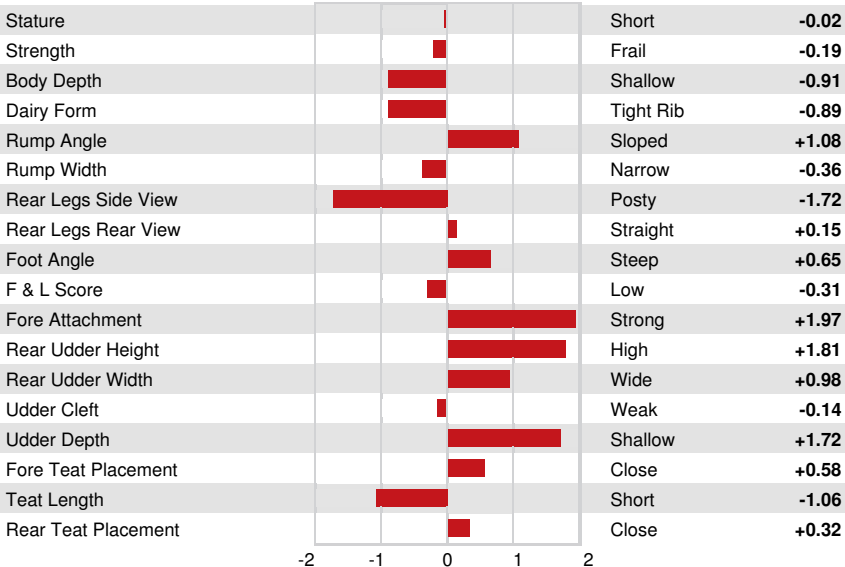 Stature Short -0.02
Strength Frail -0.19
Body Depth Shallow -0.91
Dairy Form Tight Rib -0.89
Rump Angle Sloped +1.08
Rump Width Narrow -0.36
Rear Legs Side View Posty -1.72
Rear Legs Rear View Straight +0.15
Foot Angle Steep +0.65
F & L Score Low -0.31
Fore Attachment Strong +1.97
Rear Udder Height High +1.81
Rear Udder Width Wide +0.98
Udder Cleft Weak -0.14
Udder Depth Shallow +1.72
Fore Teat Placement Close +0.58
Teat Length Short -1.06
Rear Teat Placement Close +0.32
-2 -1 0 1 2